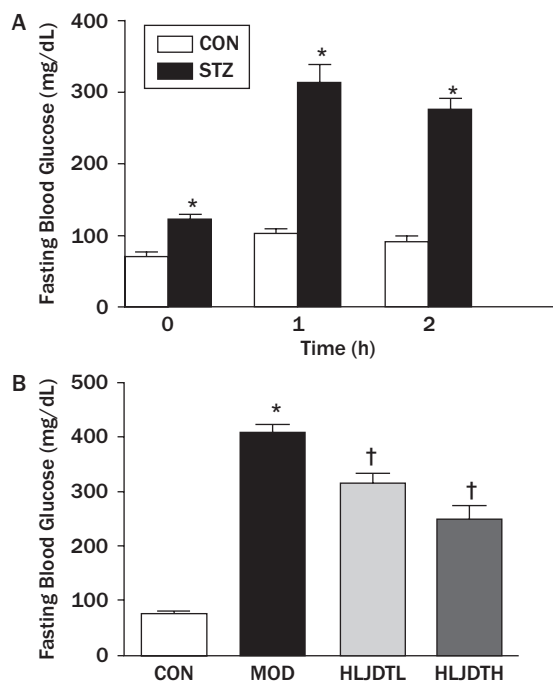 A
Fasting Blood Glucose (mg/dL)
400
300
200
100
0
CON
STZ
*
*
*
0 1 2
Time (h)
B
Fasting Blood Glucose (mg/dL)
500
400
300
200
100
0
*
†
†
CON MOD HLJDTL HLJDTH